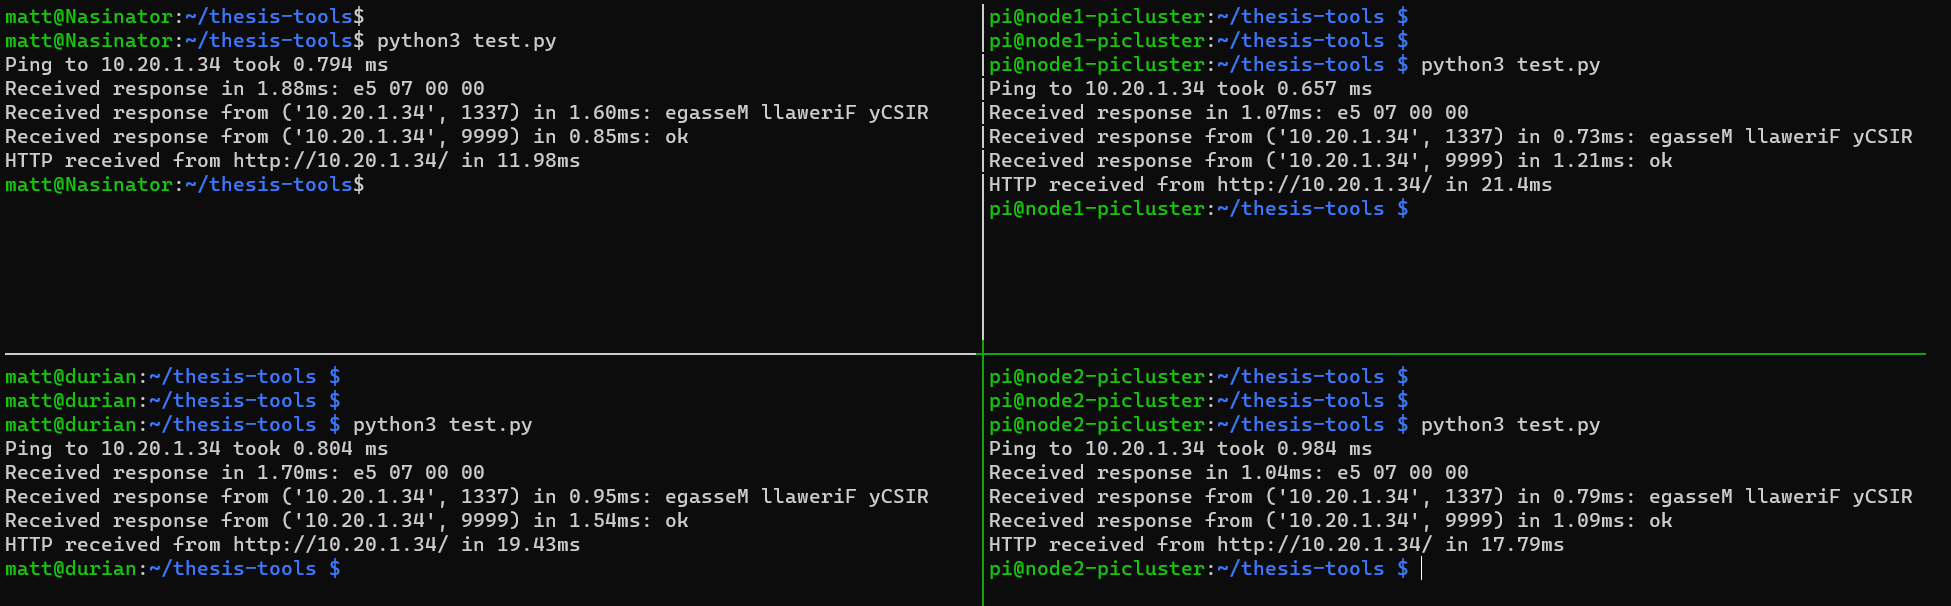 matt@Nasinator:~/thesis-tools$
matt@Nasinator:~/thesis-tools$ python3 test.py
Ping to 10.20.1.34 took 0.794 ms
Received response in 1.88ms: e5 07 00 00
Received response from ('10.20.1.34', 1337) in 1.60ms: egasseM llaweriF yCSIR
Received response from ('10.20.1.34', 9999) in 0.85ms: ok
HTTP received from http://10.20.1.34/ in 11.98ms
matt@Nasinator:~/thesis-tools$
pi@node1-picluster:~/thesis-tools $
pi@node1-picluster:~/thesis-tools $
pi@node1-picluster:~/thesis-tools $ python3 test.py
Ping to 10.20.1.34 took 0.657 ms
Received response in 1.07ms: e5 07 00 00
Received response from ('10.20.1.34', 1337) in 0.73ms: egasseM llaweriF yCSIR
Received response from ('10.20.1.34', 9999) in 1.21ms: ok
HTTP received from http://10.20.1.34/ in 21.4ms
pi@node1-picluster:~/thesis-tools $
matt@durian:~/thesis-tools $
matt@durian:~/thesis-tools $
matt@durian:~/thesis-tools $ python3 test.py
Ping to 10.20.1.34 took 0.804 ms
Received response in 1.70ms: e5 07 00 00
Received response from ('10.20.1.34', 1337) in 0.95ms: egasseM llaweriF yCSIR
Received response from ('10.20.1.34', 9999) in 1.54ms: ok
HTTP received from http://10.20.1.34/ in 19.43ms
matt@durian:~/thesis-tools $
pi@node2-picluster:~/thesis-tools $
pi@node2-picluster:~/thesis-tools $
pi@node2-picluster:~/thesis-tools $ python3 test.py
Ping to 10.20.1.34 took 0.984 ms
Received response in 1.04ms: e5 07 00 00
Received response from ('10.20.1.34', 1337) in 0.79ms: egasseM llaweriF yCSIR
Received response from ('10.20.1.34', 9999) in 1.09ms: ok
HTTP received from http://10.20.1.34/ in 17.79ms
pi@node2-picluster:~/thesis-tools $